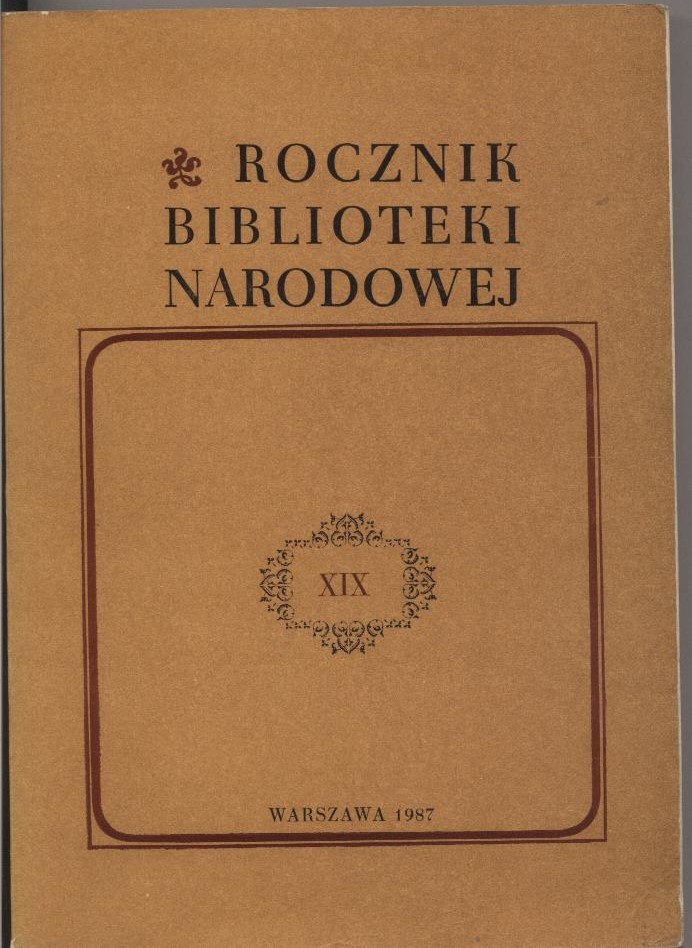 ROCZNIK
BIBLIOTEKI
NARODOWEJ
XIX
WARSZAWA 1987